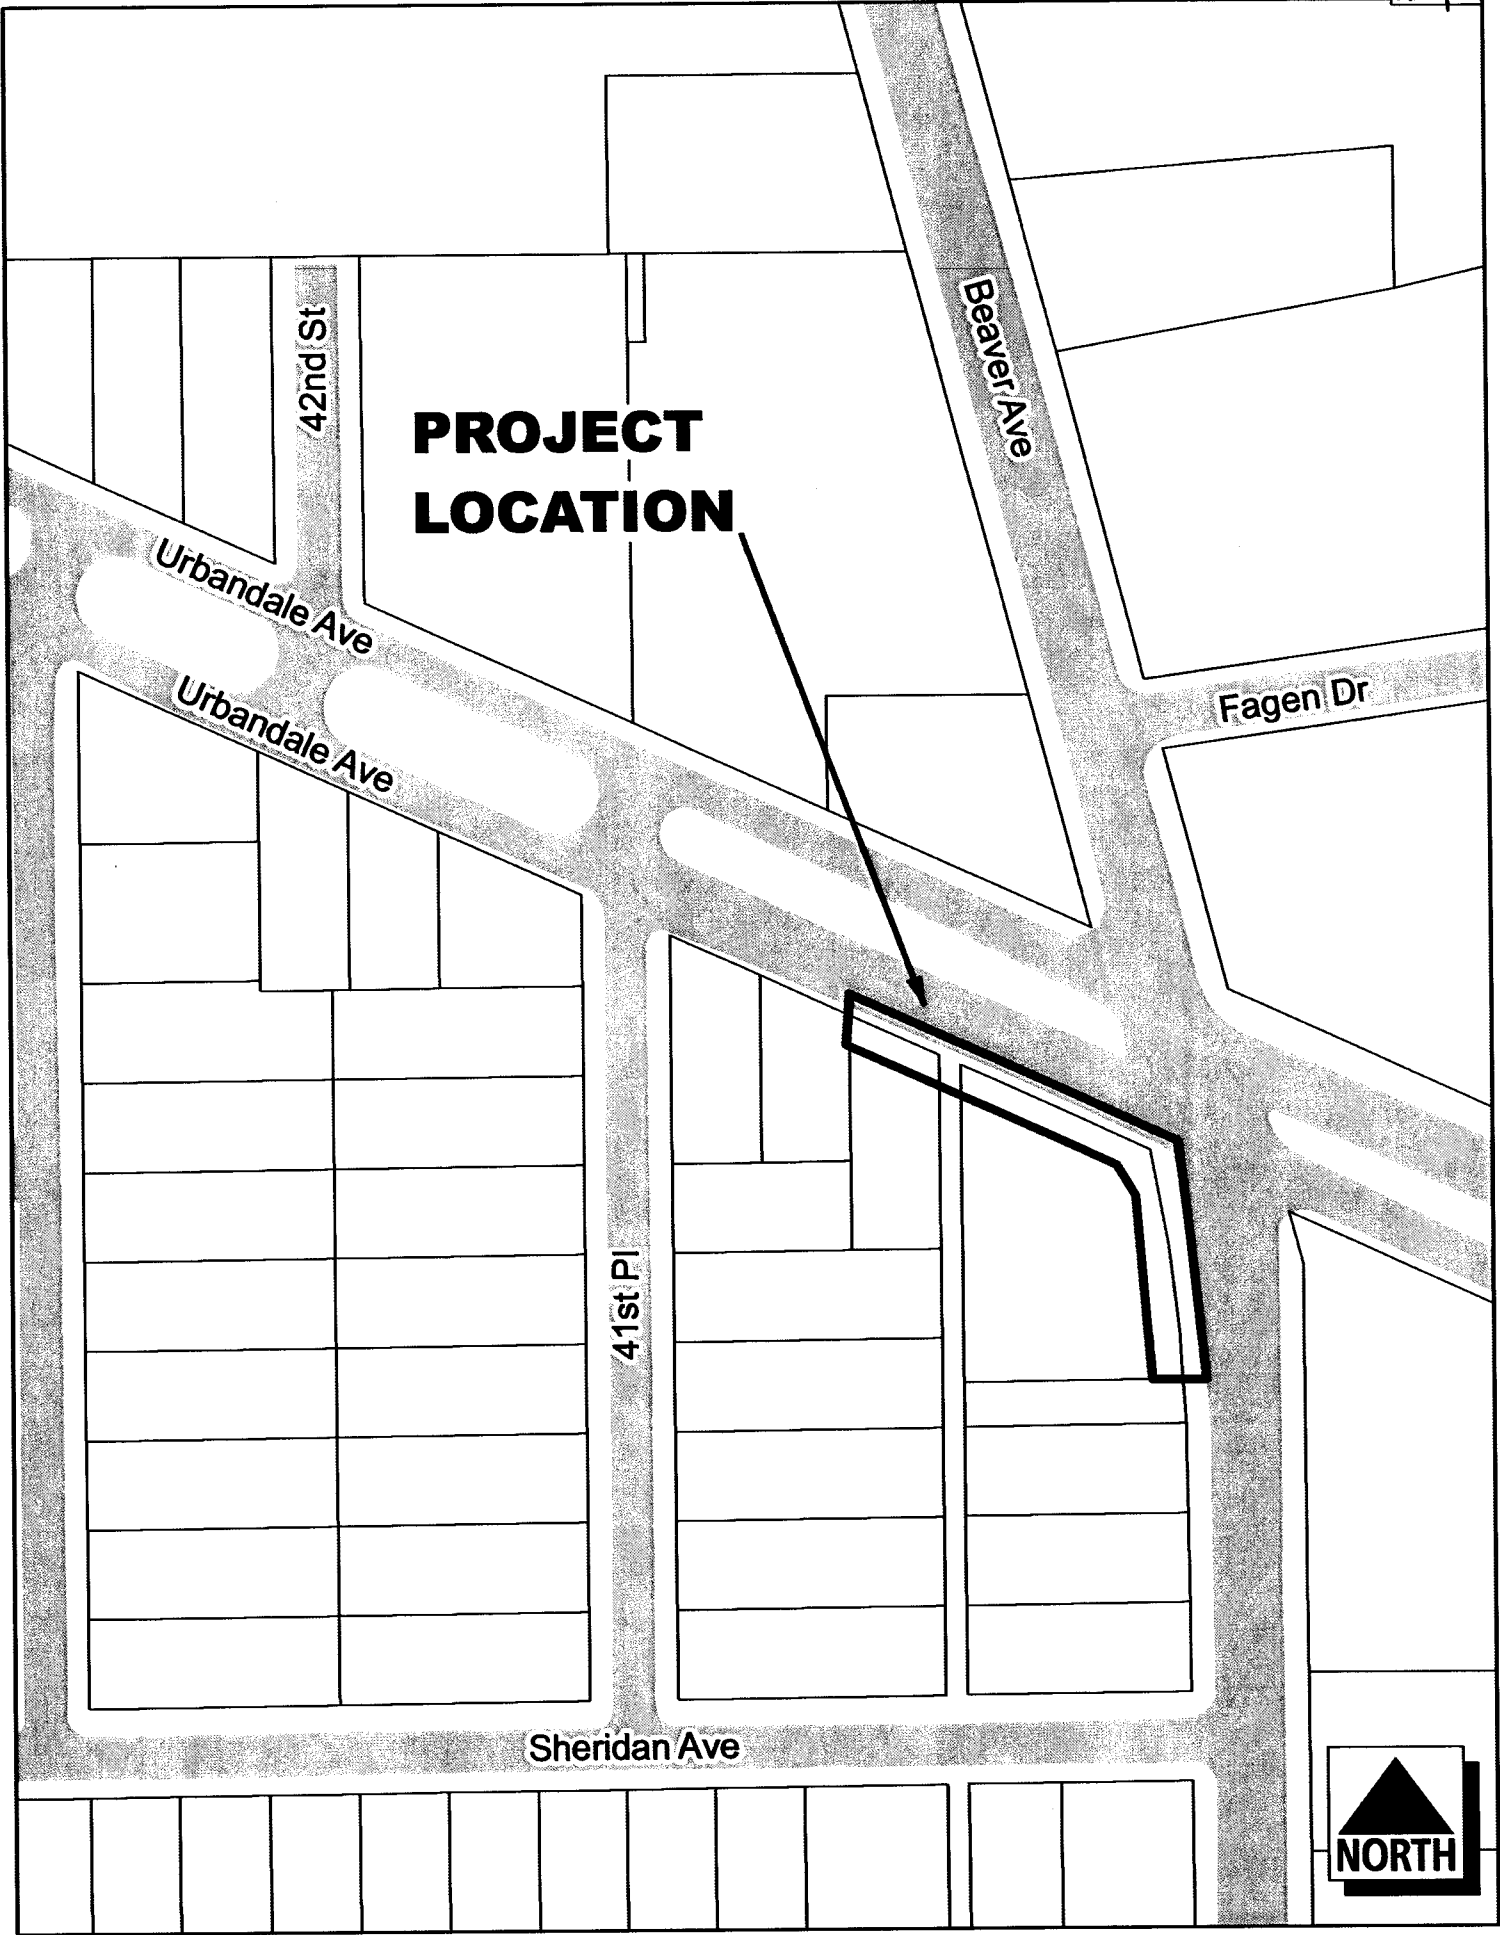 42nd St
Beaver Ave
PROJECT
LOCATION
Urbandale Ave
Urbandale Ave
Fagen Dr
41st Pl
Sheridan Ave
NORTH